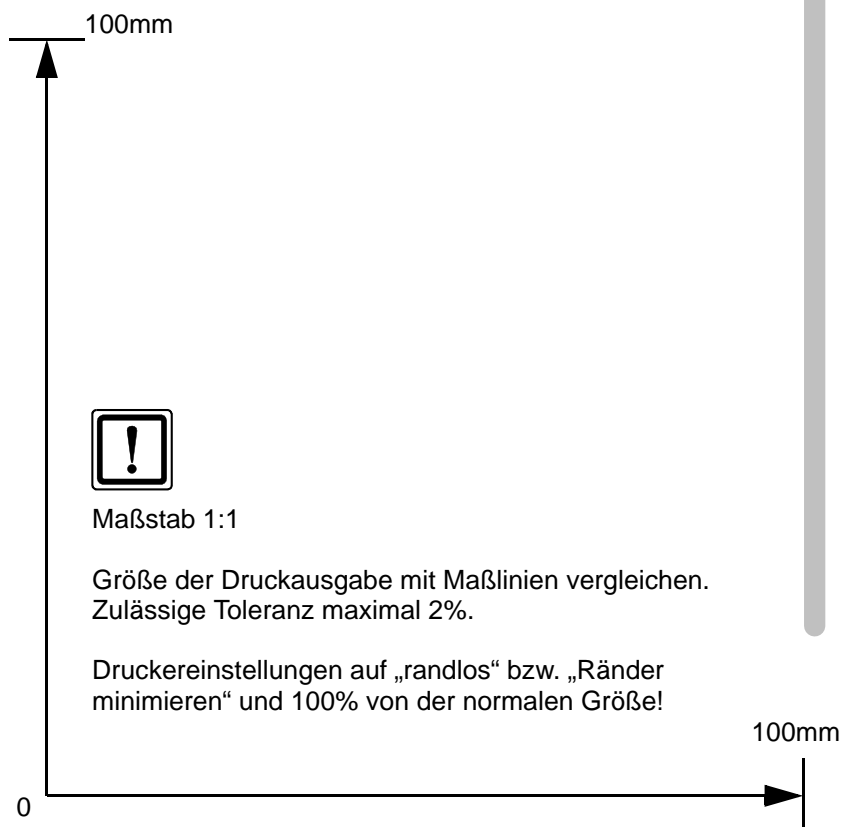 100mm
!
Maßstab 1:1
Größe der Druckausgabe mit Maßlinien vergleichen.
Zulässige Toleranz maximal 2%.
Druckereinstellungen auf „randlos“ bzw. „Ränder
minimieren“ und 100% von der normalen Größe!
100mm
0